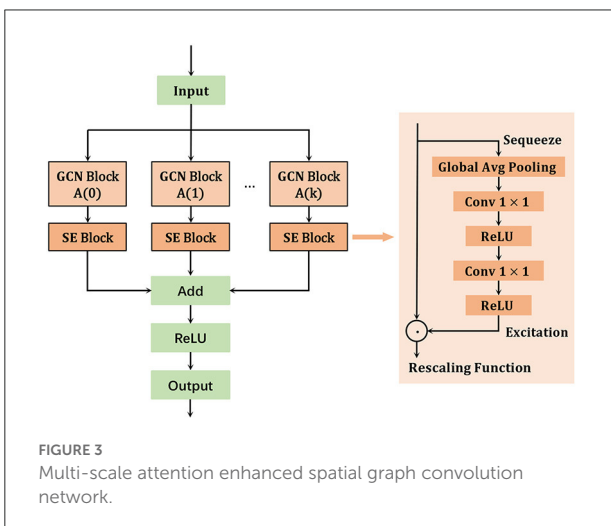 Input
GCN Block
A(0)
GCN Block
A(1)
...
GCN Block
A(k)
SE Block
SE Block
SE Block
Add
ReLU
Output
Sequeeze
Global Avg Pooling
Conv 1 × 1
ReLU
Conv 1 × 1
ReLU
Excitation
Rescaling Function
FIGURE 3
Multi-scale attention enhanced spatial graph convolution
network.